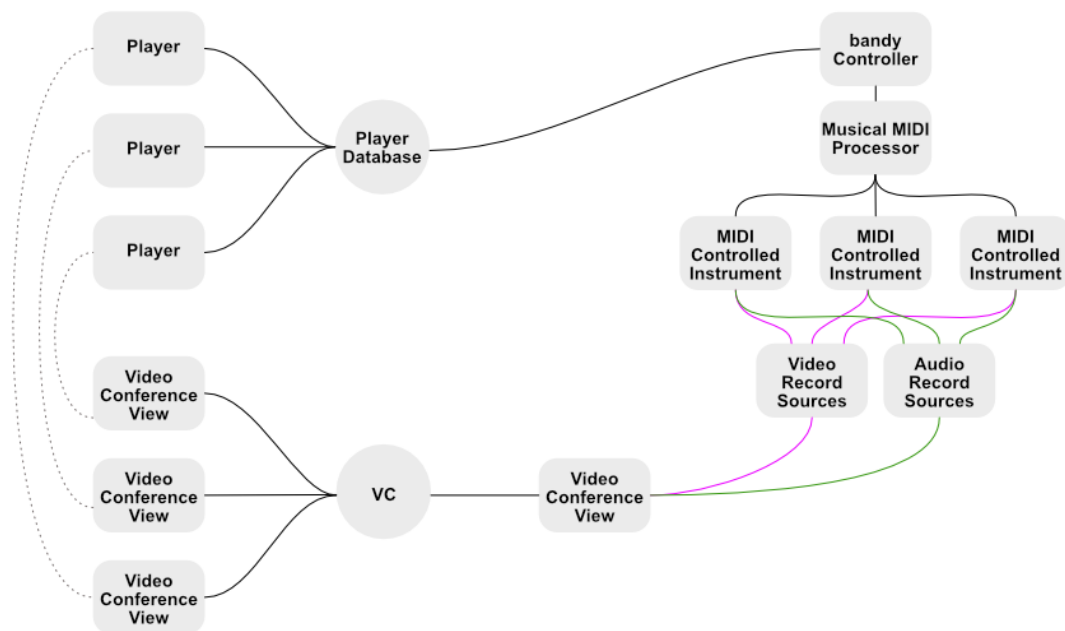 Player
Player
Player
Player
Database
bandy
Controller
Musical MIDI
Processor
MIDI
Controlled
Instrument
MIDI
Controlled
Instrument
MIDI
Controlled
Instrument
Video
Record
Sources
Audio
Record
Sources
Video
Conference
View
Video
Conference
View
Video
Conference
View
VC
Video
Conference
View